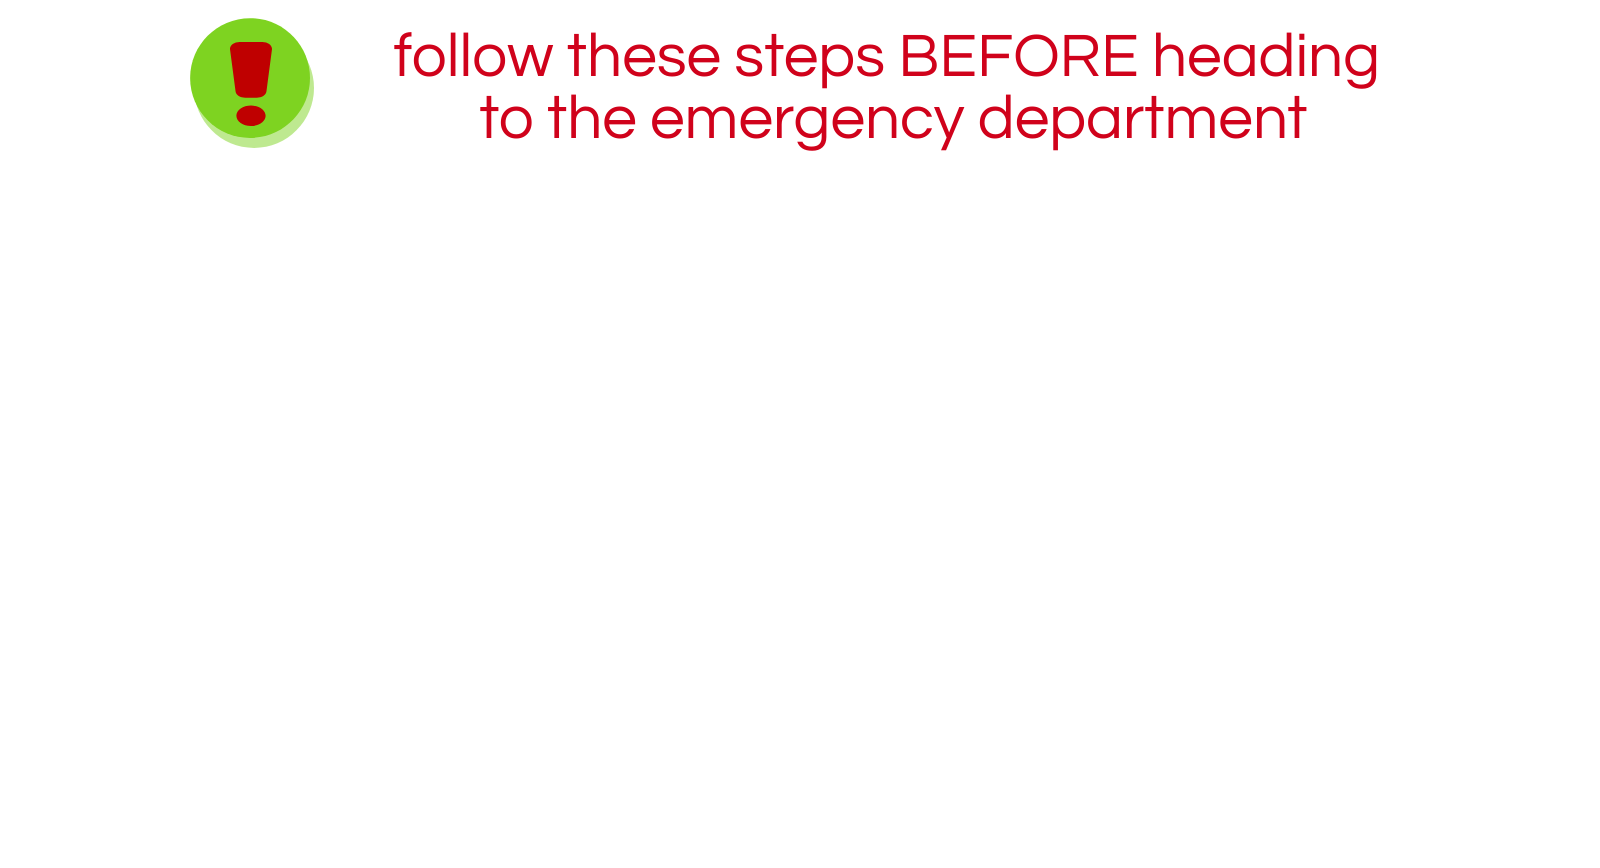 !
follow these steps BEFORE heading
to the emergency department